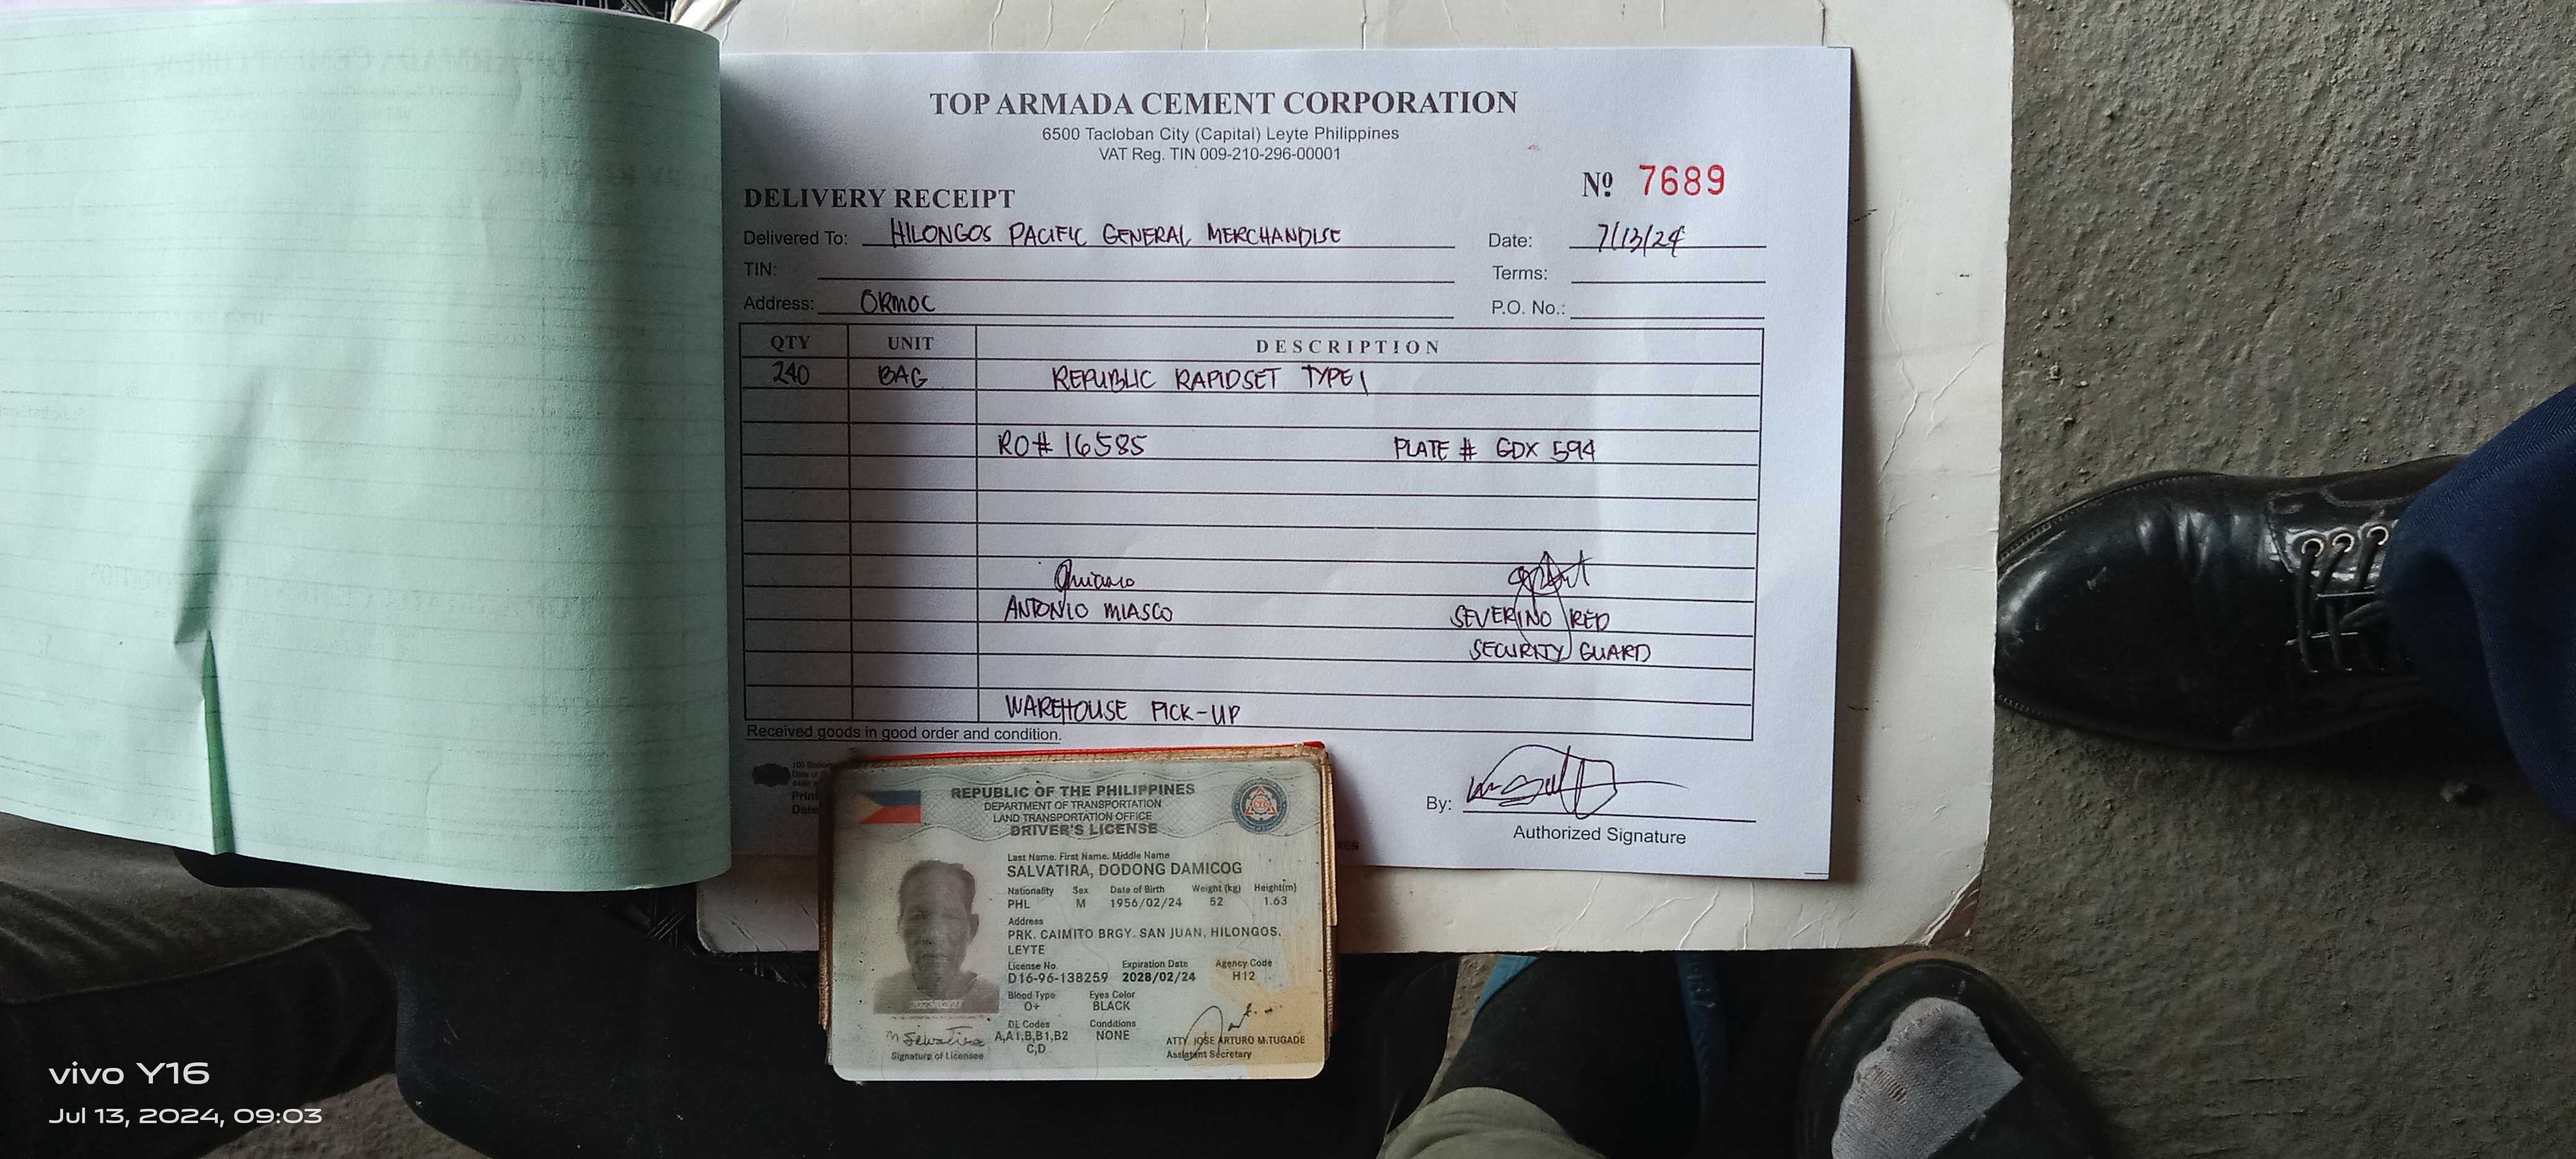 TOP ARMADA CEMENT CORPORATION
6500 Tacloban City (Capital) Leyte Philippines
VAT Reg. TIN 009-210-296-00001
Nº 7689
DELIVERY RECEIPT
Delivered To: HILONGOS PACIFIC GENERAL MERCHANDISE Date: 7/13/24
TIN: Terms:
Address: ORMOC P.O. No.:
QTY UNIT DESCRIPTION
240 BAG REPUBLIC RAPIDSET TYPE 1
RO# 16585 PLATE # GDX 594
ANTONIO MIASCO SEVERINO RED
SECURITY GUARD
WAREHOUSE PICK-UP
Received goods in good order and condition.
By:
Authorized Signature
REPUBLIC OF THE PHILIPPINES
DEPARTMENT OF TRANSPORTATION
LAND TRANSPORTATION OFFICE
DRIVER'S LICENSE
Last Name. First Name. Middle Name
SALVATIRA, DODONG DAMICOG
Nationality Sex Date of Birth Weight (kg) Height(m)
PHL M 1956/02/24 52 1.63
Address
PRK. CAIMITO BRGY. SAN JUAN, HILONGOS,
LEYTE
License No. Expiration Date Agency Code
D16-96-138259 2028/02/24 H12
Blood Type Eyes Color
O+ BLACK
DL Codes Conditions
A,A1,B,B1,B2 NONE
C,D
Signature of Licensee
ATTY. JOSE ARTURO M.TUGADE
Assistant Secretary
vivo Y16
Jul 13, 2024, 09:03